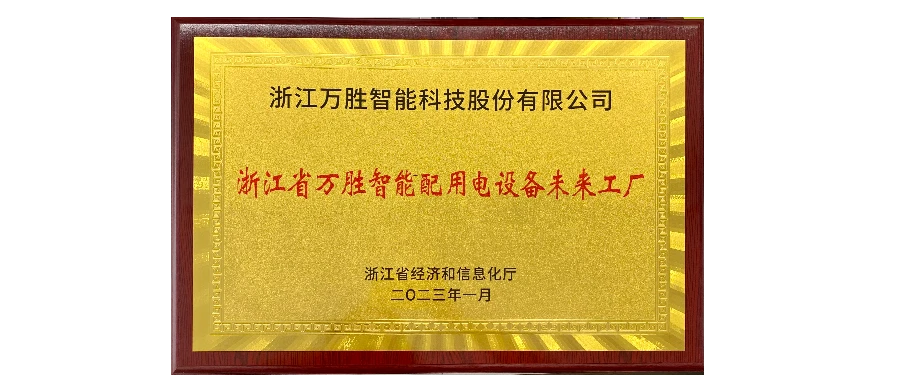 浙江万胜智能科技股份有限公司
浙江省万胜智能配用电设备未来工厂
浙江省经济和信息化厅
二〇二三年一月